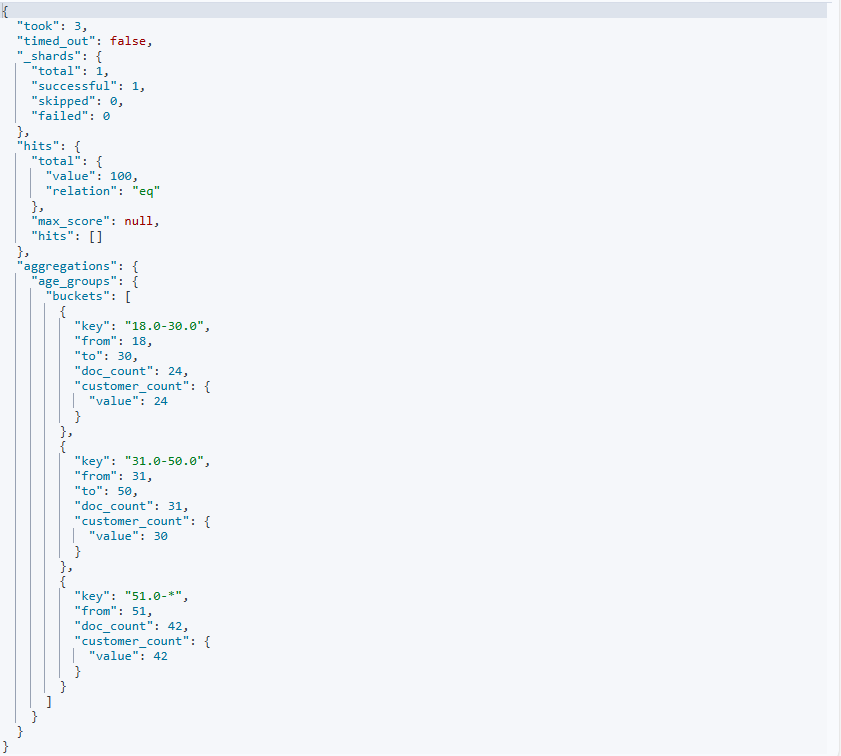 {
  "took": 3,
  "timed_out": false,
  "_shards": {
    "total": 1,
    "successful": 1,
    "skipped": 0,
    "failed": 0
  },
  "hits": {
    "total": {
      "value": 100,
      "relation": "eq"
    },
    "max_score": null,
    "hits": []
  },
  "aggregations": {
    "age_groups": {
      "buckets": [
        {
          "key": "18.0-30.0",
          "from": 18,
          "to": 30,
          "doc_count": 24,
          "customer_count": {
            "value": 24
          }
        },
        {
          "key": "31.0-50.0",
          "from": 31,
          "to": 50,
          "doc_count": 31,
          "customer_count": {
            "value": 30
          }
        },
        {
          "key": "51.0-*",
          "from": 51,
          "doc_count": 42,
          "customer_count": {
            "value": 42
          }
        }
      ]
    }
  }
}